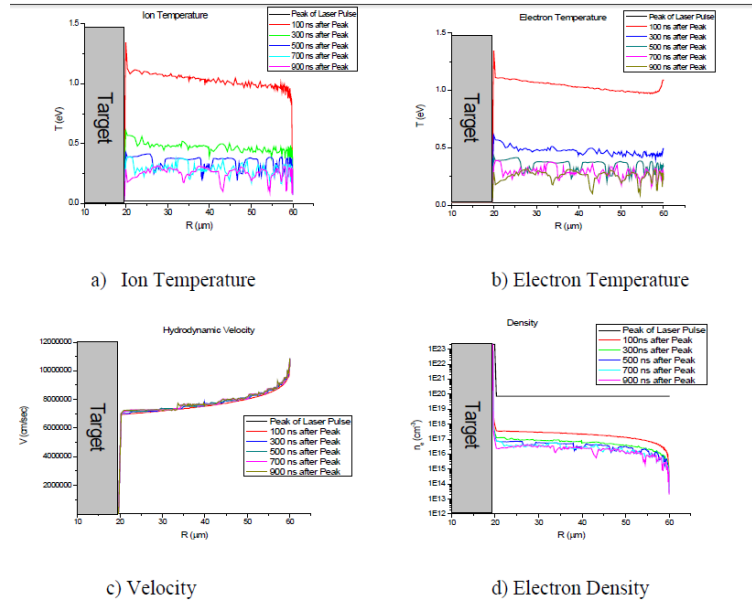 Ion Temperature
Peak of Laser Pulse
100 ns after Peak
300 ns after Peak
500 ns after Peak
700 ns after Peak
900 ns after Peak
1.5
1.0
0.5
0.0
T (eV)
Target
10 20 30 40 50 60
R (µm)
a) Ion Temperature
Electron Temperature
Peak of Laser Pulse
100 ns after Peak
300 ns after Peak
500 ns after Peak
700 ns after Peak
900 ns after Peak
1.5
1.0
0.5
0.0
T (eV)
Target
10 20 30 40 50 60
R (µm)
b) Electron Temperature
Hydrodynamic Velocity
12000000
10000000
8000000
6000000
4000000
2000000
V (cm/sec)
Target
Peak of Laser Pulse
100 ns after Peak
300 ns after Peak
500 ns after Peak
700 ns after Peak
900 ns after Peak
10 20 30 40 50 60
R (µm)
c) Velocity
Density
Peak of Laser Pulse
100ns after Peak
300ns after Peak
500 ns after Peak
700 ns after Peak
900 ns after Peak
1E23
1E21
1E20
1E19
1E18
1E17
1E16
1E15
1E14
1E13
1E12
Target
10 20 30 40 50 60
R (µm)
d) Electron Density